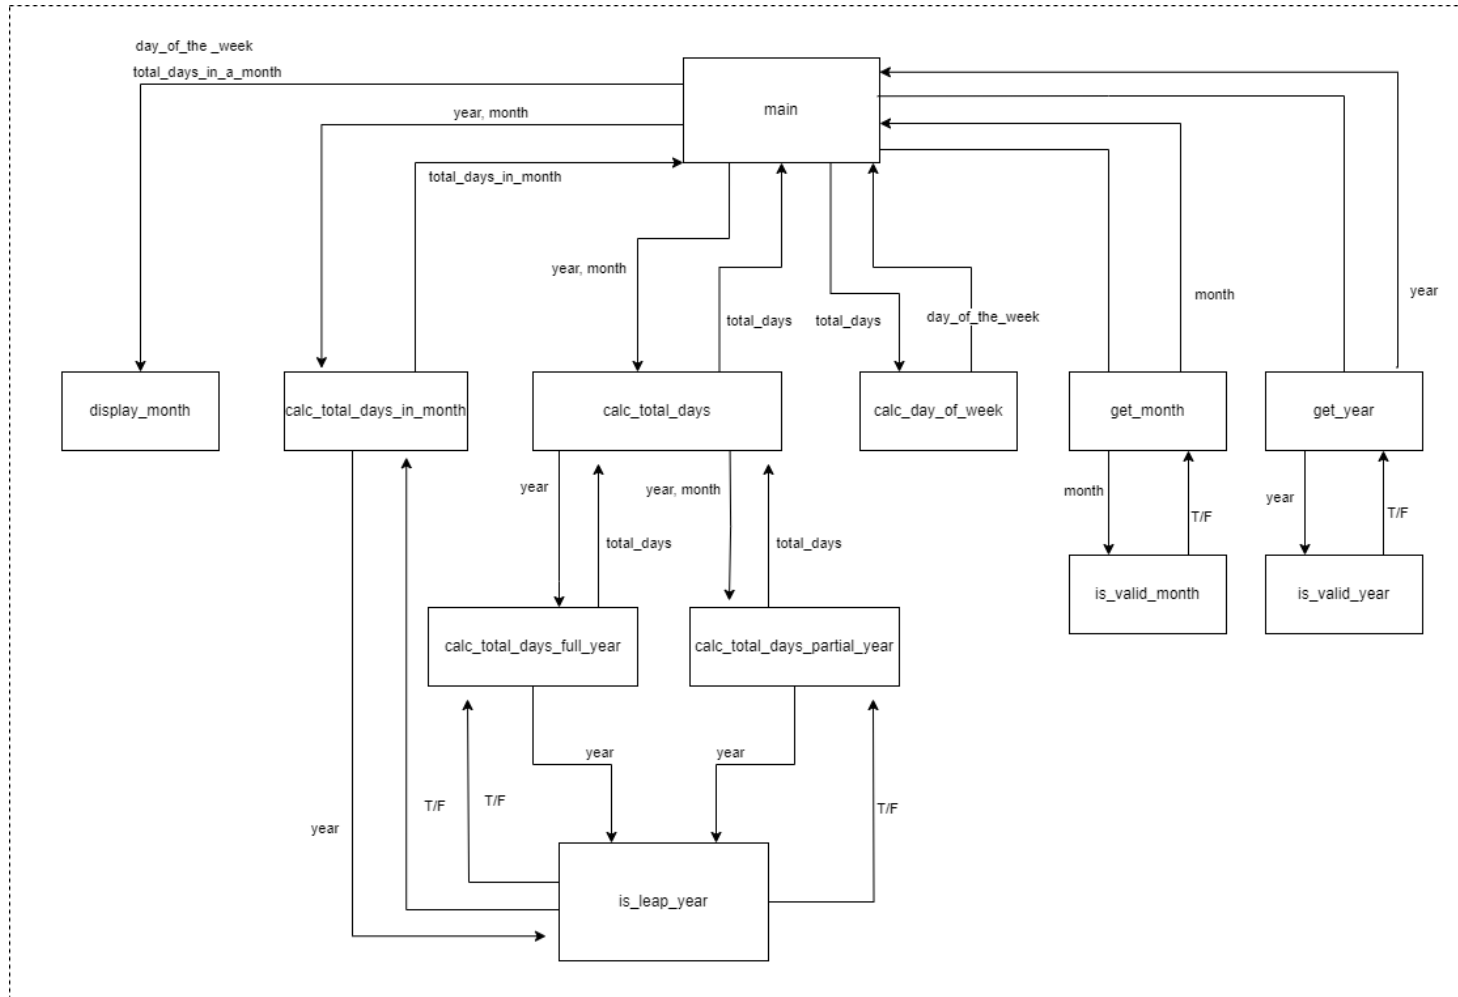 day_of_the _week
total_days_in_a_month
main
year, month
total_days_in_month
year, month
total_days
total_days
day_of_the_week
month
year
display_month
calc_total_days_in_month
calc_total_days
calc_day_of_week
get_month
get_year
year
year, month
month
year
T/F
T/F
total_days
total_days
is_valid_month
is_valid_year
calc_total_days_full_year
calc_total_days_partial_year
year
year
year
T/F
T/F
T/F
is_leap_year